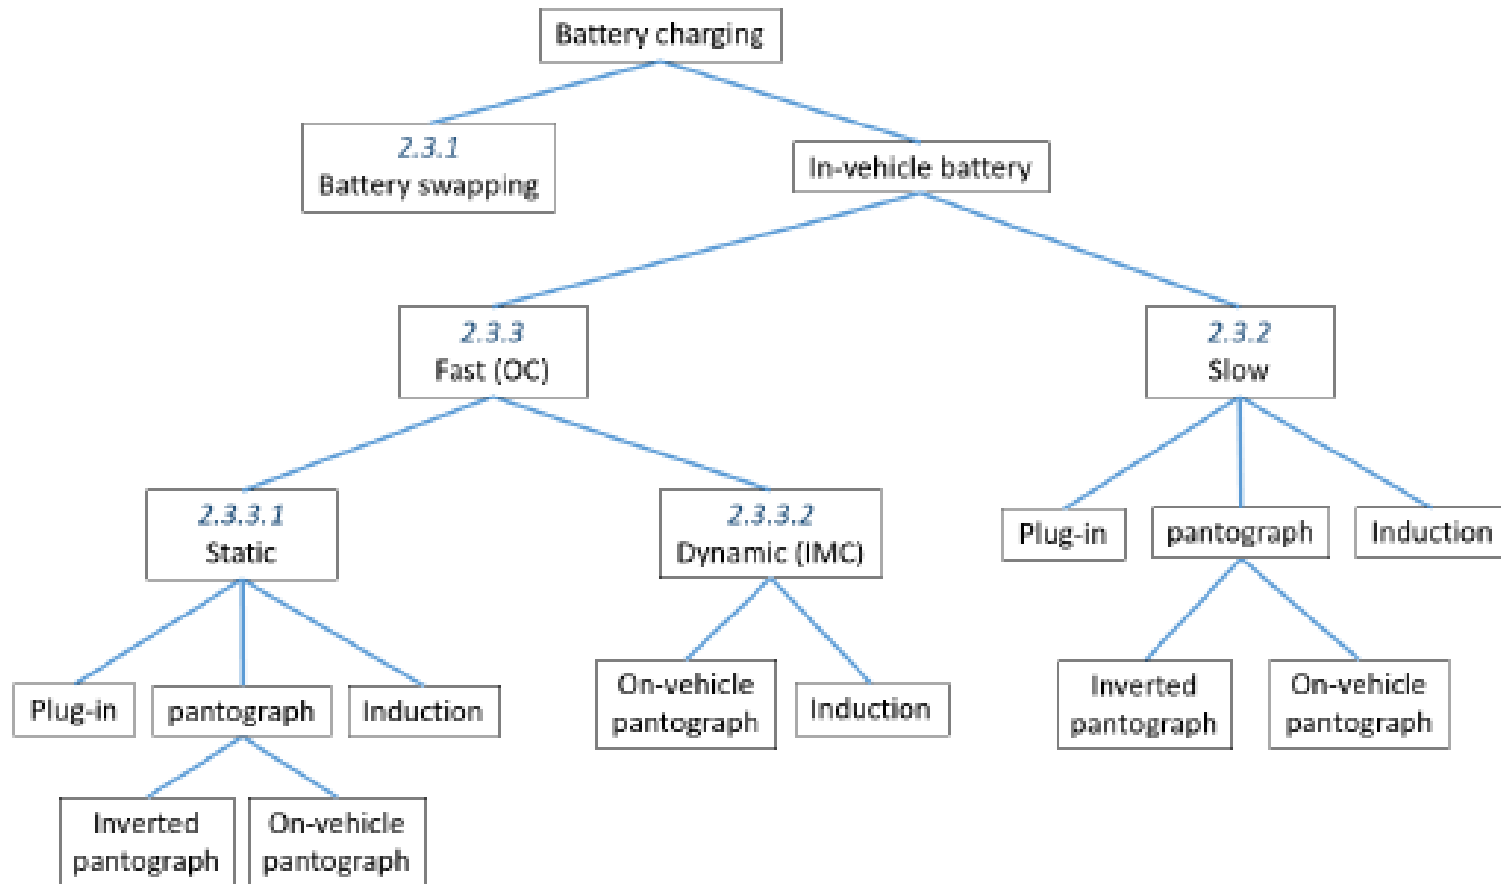 Battery charging
2.3.1
Battery swapping
In-vehicle battery
2.3.3
Fast (OC)
2.3.2
Slow
2.3.3.1
Static
2.3.3.2
Dynamic (IMC)
Plug-in
pantograph
Induction
Plug-in
pantograph
Induction
On-vehicle
pantograph
Induction
Inverted
pantograph
On-vehicle
pantograph
Inverted
pantograph
On-vehicle
pantograph